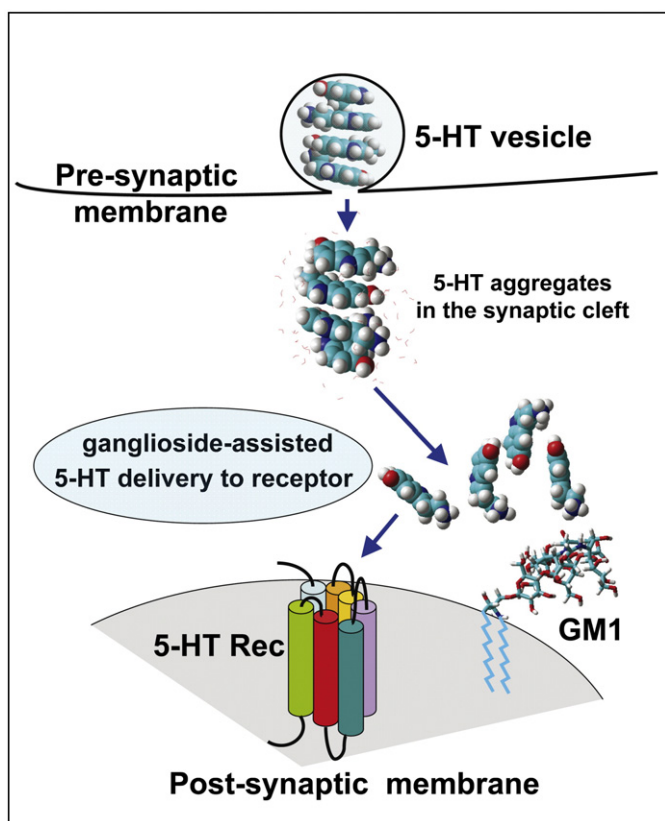 5-HT vesicle
Pre-synaptic
membrane
5-HT aggregates
in the synaptic cleft
ganglioside-assisted
5-HT delivery to receptor
5-HT Rec
GM1
Post-synaptic membrane